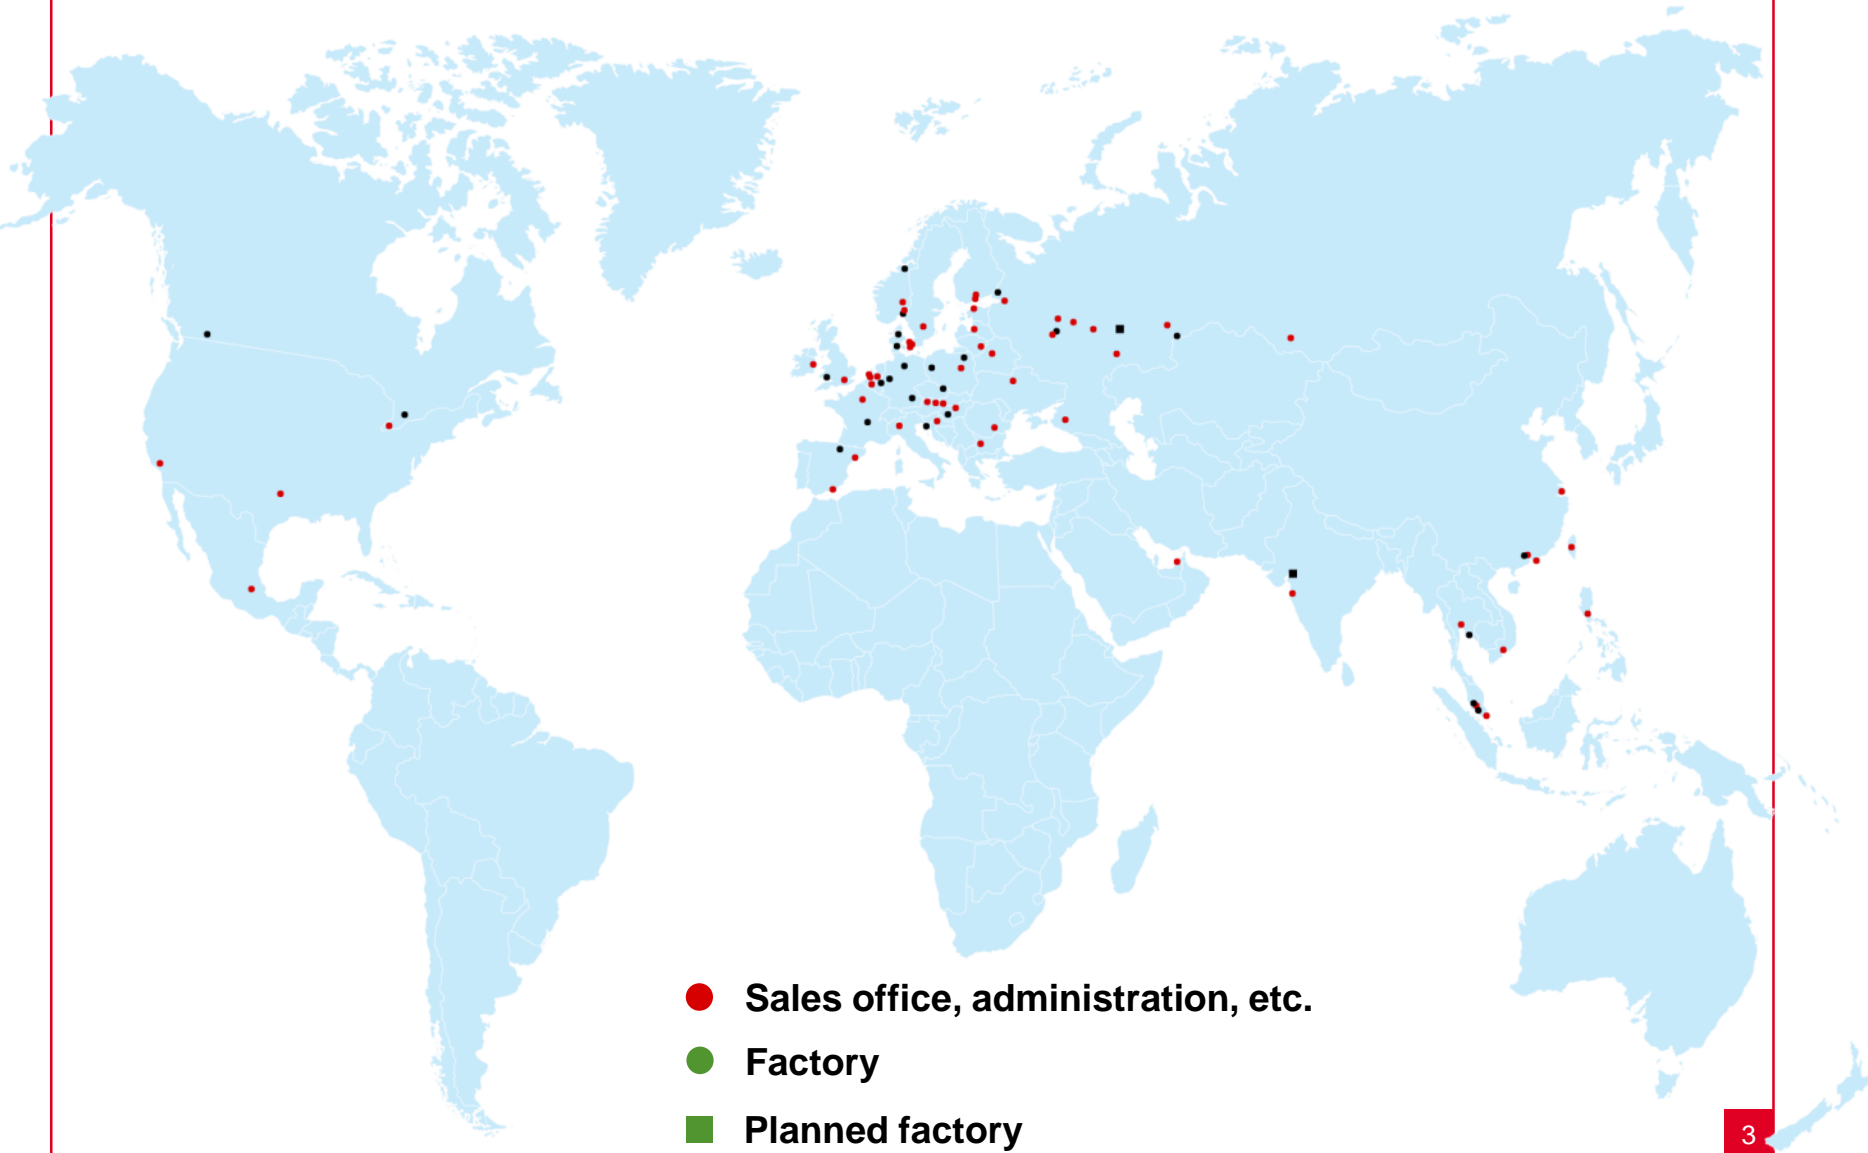 Sales office, administration, etc.
Factory
Planned factory
3